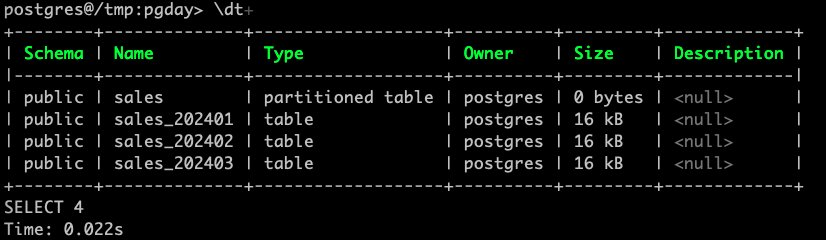 postgres@/tmp:pgday> \dt+
+--------+--------------+-------------------+----------+---------+-------------+
| Schema | Name         | Type              | Owner    | Size    | Description |
|--------+--------------+-------------------+----------+---------+-------------|
| public | sales        | partitioned table | postgres | 0 bytes | <null>      |
| public | sales_202401 | table             | postgres | 16 kB   | <null>      |
| public | sales_202402 | table             | postgres | 16 kB   | <null>      |
| public | sales_202403 | table             | postgres | 16 kB   | <null>      |
+--------+--------------+-------------------+----------+---------+-------------+
SELECT 4
Time: 0.022s